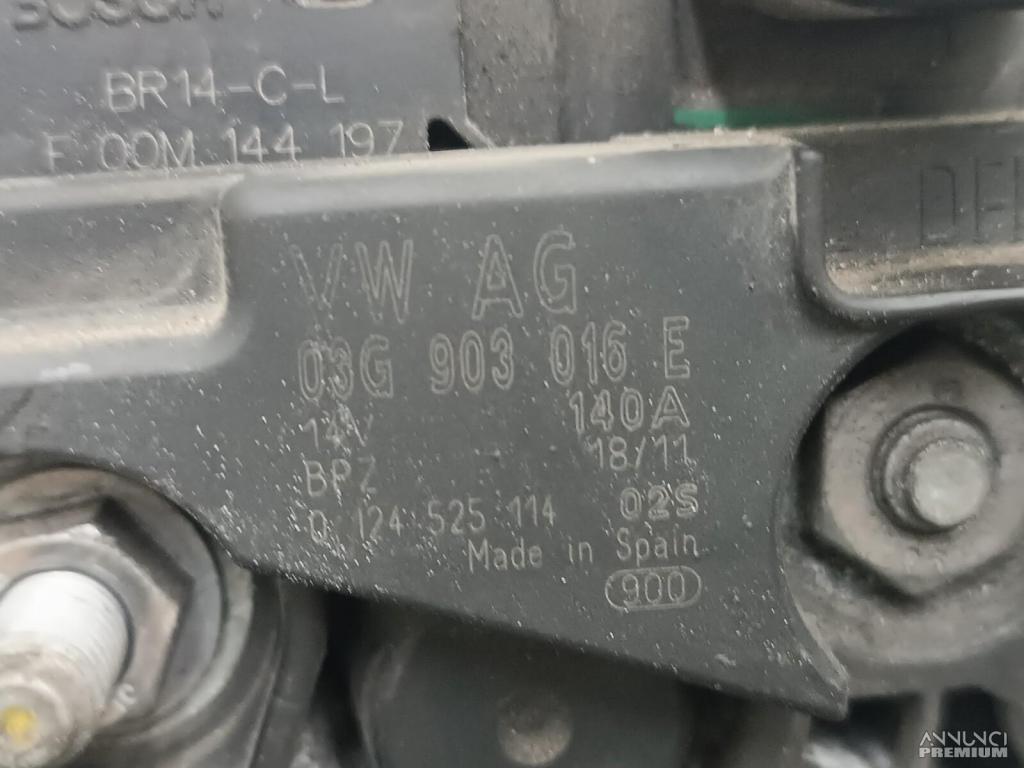 BOSCH
BR14-C-L
F 00M 144 197
VW AG
03G 903 016 E
14V 140A
18/11
BPZ
0 124 525 114 02S
Made in Spain
900
ANNUNCI
PREMIUM